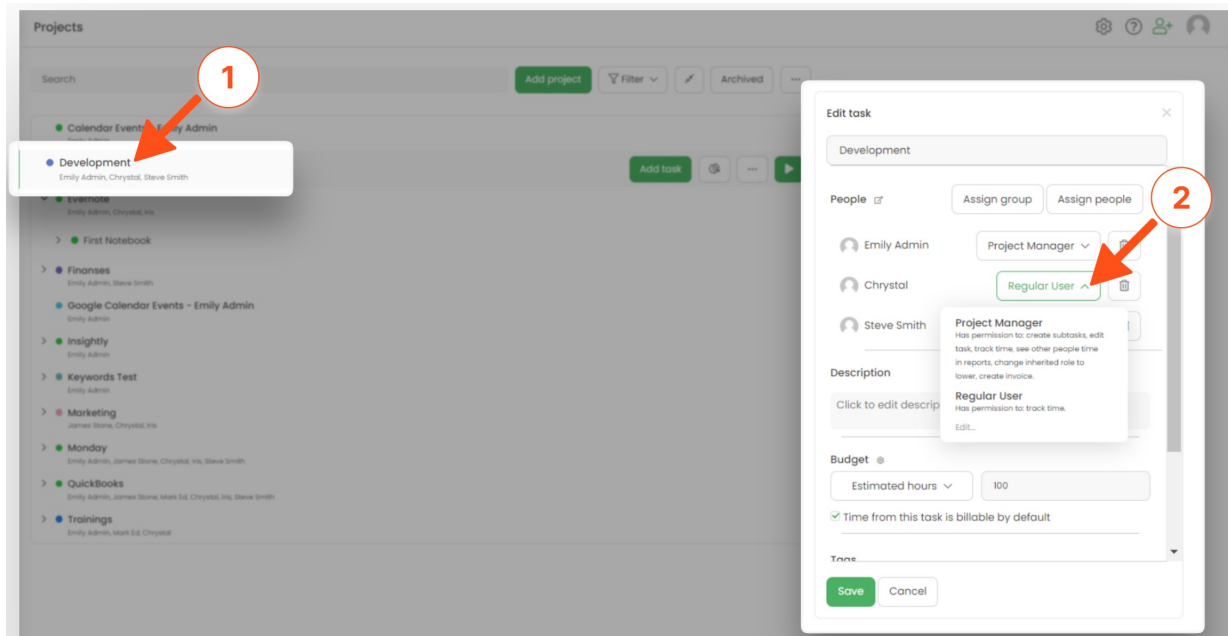 Projects
Search
Add project
Filter
Archived
1
Calendar Events - Emily Admin
Emily Admin
Development
Emily Admin, Chrystal, Steve Smith
Add task
Evernote
Emily Admin, Chrystal, Iris
First Notebook
Finanses
Emily Admin, Steve Smith
Google Calendar Events - Emily Admin
Emily Admin
Insightly
Emily Admin
Keywords Test
Emily Admin
Marketing
James Stone, Chrystal, Iris
Monday
Emily Admin, James Stone, Chrystal, Iris, Steve Smith
QuickBooks
Emily Admin, James Stone, Mark Ed, Chrystal, Iris, Steve Smith
Trainings
Emily Admin, Mark Ed, Chrystal
Edit task
Development
People
Assign group
Assign people
2
Emily Admin
Project Manager
Chrystal
Regular User
Steve Smith
Project Manager
Has permission to: create subtasks, edit
task, track time, see other people time
in reports, change inherited role to
lower, create invoice.
Regular User
Has permission to: track time.
Edit...
Description
Click to edit descrip
Budget
Estimated hours
100
Time from this task is billable by default
Tags
Save
Cancel